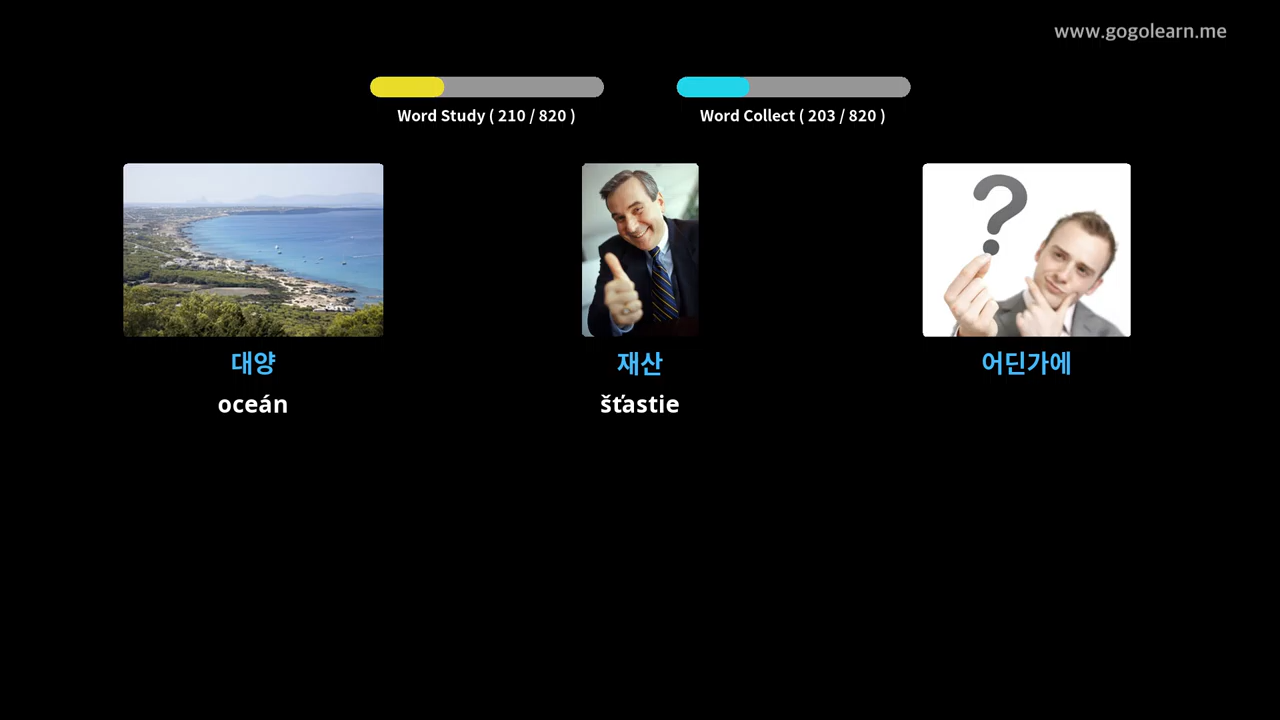 www.gogolearn.me
Word Study ( 210 / 820 )
Word Collect ( 203 / 820 )
대양
재산
어딘가에
oceán
šťastie